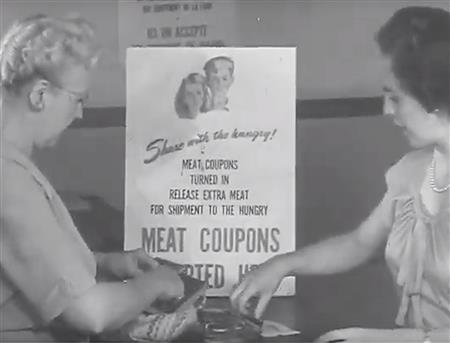 ICI ON ACCEPTE
Share with the hungry!
MEAT COUPONS
TURNED IN
RELEASE EXTRA MEAT
FOR SHIPMENT TO THE HUNGRY
MEAT COUPONS